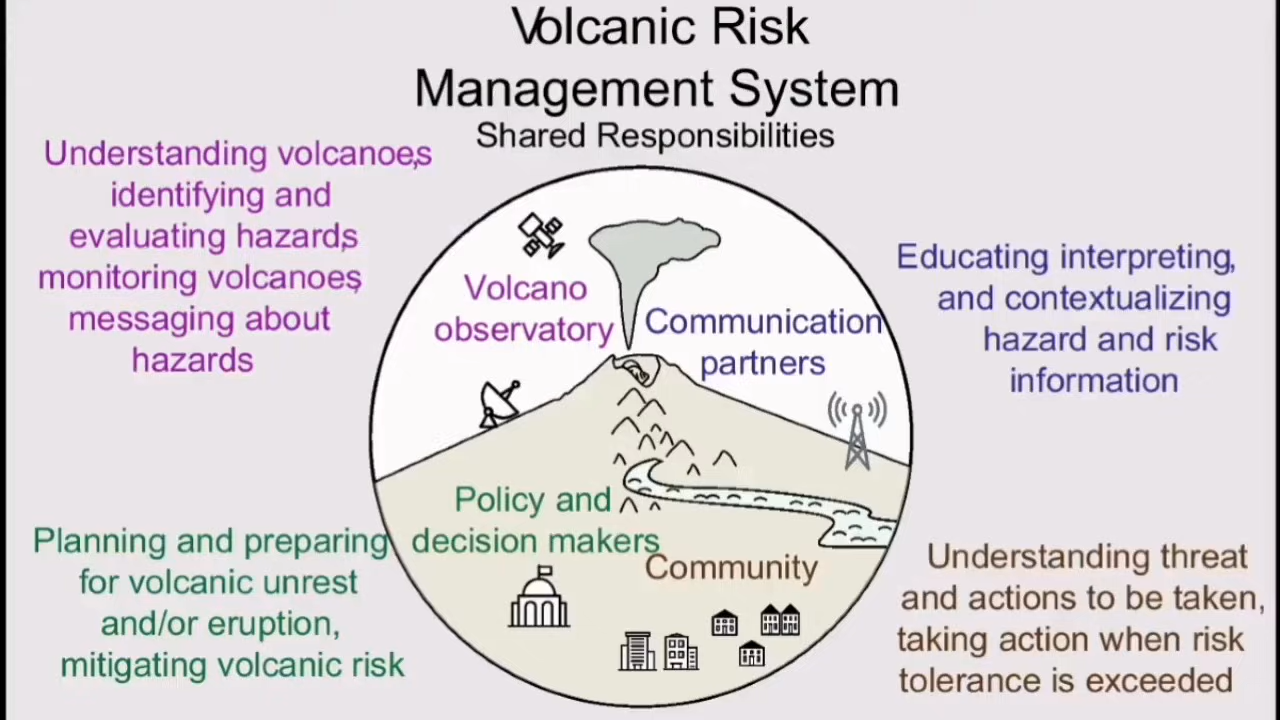 Volcanic Risk
Management System
Shared Responsibilities
Understanding volcanoes,
identifying and
evaluating hazards,
monitoring volcanoes,
messaging about
hazards
Volcano
observatory
Communication
partners
Educating interpreting,
and contextualizing
hazard and risk
information
Policy and
decision makers
Planning and preparing
for volcanic unrest
and/or eruption,
mitigating volcanic risk
Community
Understanding threat
and actions to be taken,
taking action when risk
tolerance is exceeded